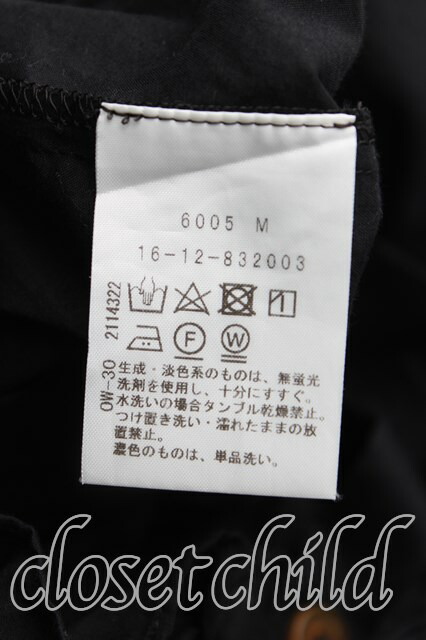 6005 M
16-12-832003
OW-30 2114322
F W
生成・淡色系のものは、無蛍光
洗剤を使用し、十分にすすぐ。
水洗いの場合タンブル乾燥禁止。
つけ置き洗い・濡れたままの放
置禁止。
濃色のものは、単品洗い。
closet child